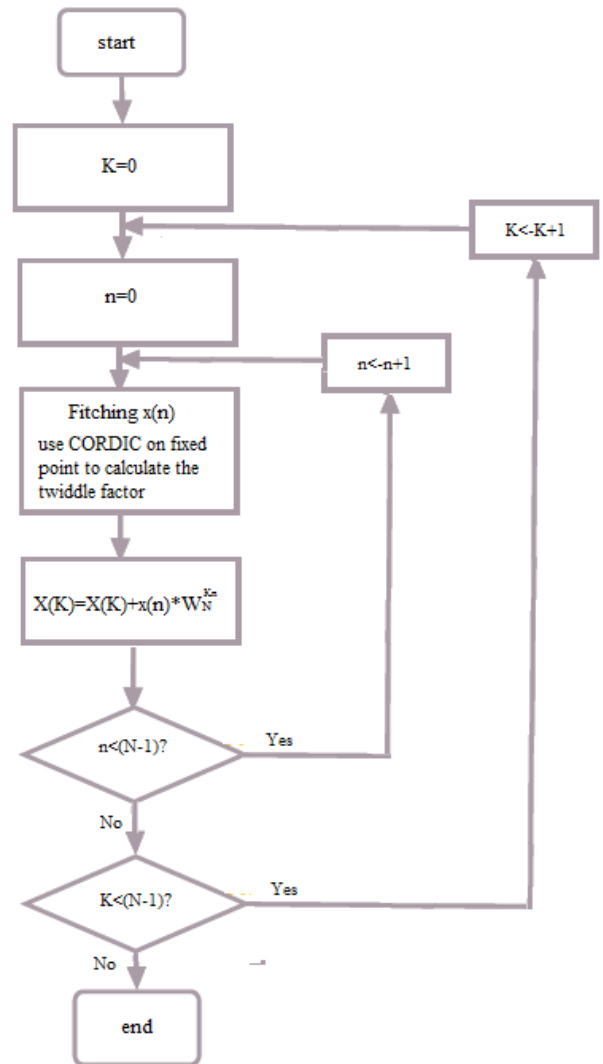 start
K=0
K<-K+1
n=0
n<-n+1
Fitching x(n)
use CORDIC on fixed
point to calculate the
twiddle factor
X(K)=X(K)+x(n)*W_N^{Kn}
n<(N-1)?
Yes
No
K<(N-1)?
Yes
No
end